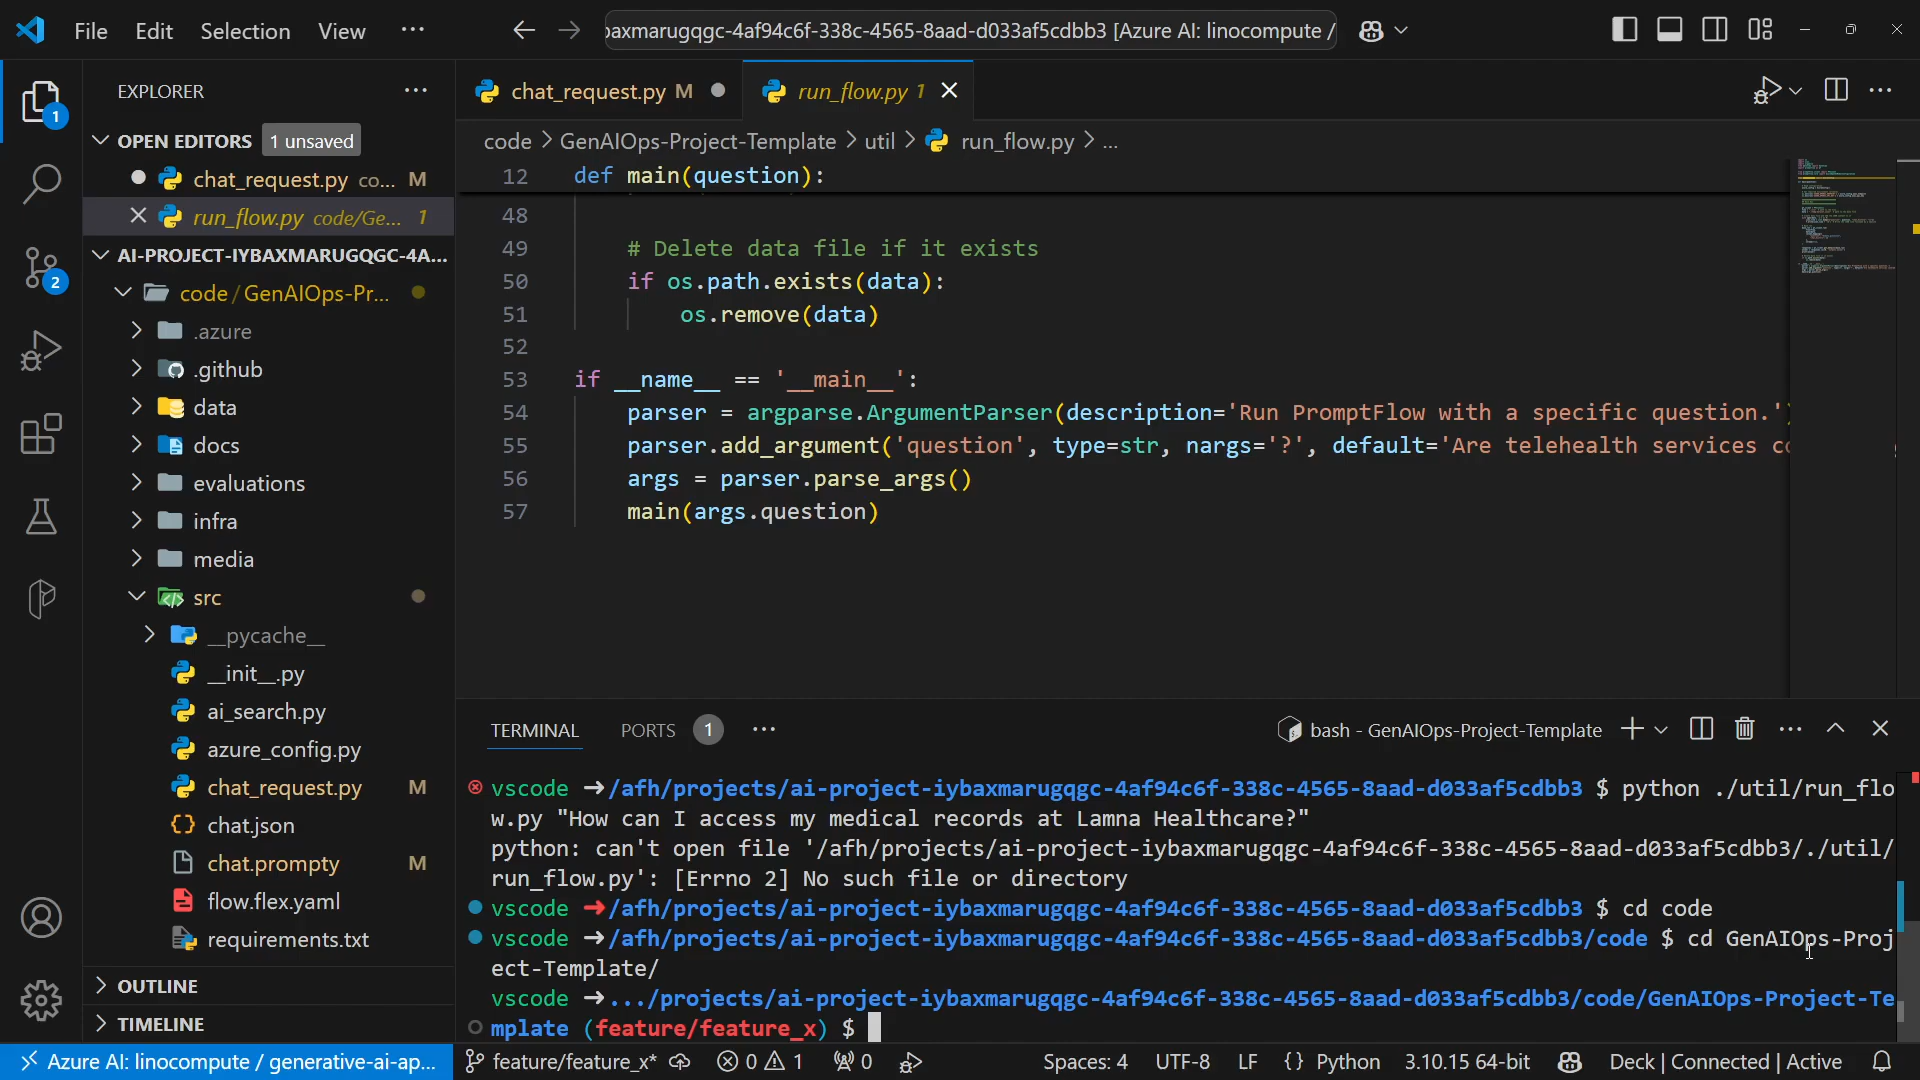 File Edit Selection View ···
baxmarugqgc-4af94c6f-338c-4565-8aad-d033af5cdbb3 [Azure AI: linocompute /
EXPLORER ···
OPEN EDITORS 1 unsaved
chat_request.py co... M
run_flow.py code/Ge... 1
AI-PROJECT-IYBAXMARUGQGC-4A...
code / GenAIOps-Pr...
.azure
.github
data
docs
evaluations
infra
media
src
__pycache__
__init__.py
ai_search.py
azure_config.py
chat_request.py M
chat.json
chat.prompty M
flow.flex.yaml
requirements.txt
OUTLINE
TIMELINE
1
2
chat_request.py M
run_flow.py 1
code > GenAIOps-Project-Template > util > run_flow.py > ...
12 def main(question):
48
49 # Delete data file if it exists
50 if os.path.exists(data):
51 os.remove(data)
52
53 if __name__ == '__main__':
54 parser = argparse.ArgumentParser(description='Run PromptFlow with a specific question.')
55 parser.add_argument('question', type=str, nargs='?', default='Are telehealth services co
56 args = parser.parse_args()
57 main(args.question)
TERMINAL PORTS 1 ···
bash - GenAIOps-Project-Template
vscode ➜/afh/projects/ai-project-iybaxmarugqgc-4af94c6f-338c-4565-8aad-d033af5cdbb3 $ python ./util/run_flo
w.py "How can I access my medical records at Lamna Healthcare?"
python: can't open file '/afh/projects/ai-project-iybaxmarugqgc-4af94c6f-338c-4565-8aad-d033af5cdbb3/./util/
run_flow.py': [Errno 2] No such file or directory
vscode ➜/afh/projects/ai-project-iybaxmarugqgc-4af94c6f-338c-4565-8aad-d033af5cdbb3 $ cd code
vscode ➜/afh/projects/ai-project-iybaxmarugqgc-4af94c6f-338c-4565-8aad-d033af5cdbb3/code $ cd GenAIOps-Proj
ect-Template/
vscode ➜.../projects/ai-project-iybaxmarugqgc-4af94c6f-338c-4565-8aad-d033af5cdbb3/code/GenAIOps-Project-Te
mplate (feature/feature_x) $
Azure AI: linocompute / generative-ai-ap... feature/feature_x* 0 1 0 Spaces: 4 UTF-8 LF {} Python 3.10.15 64-bit Deck | Connected | Active